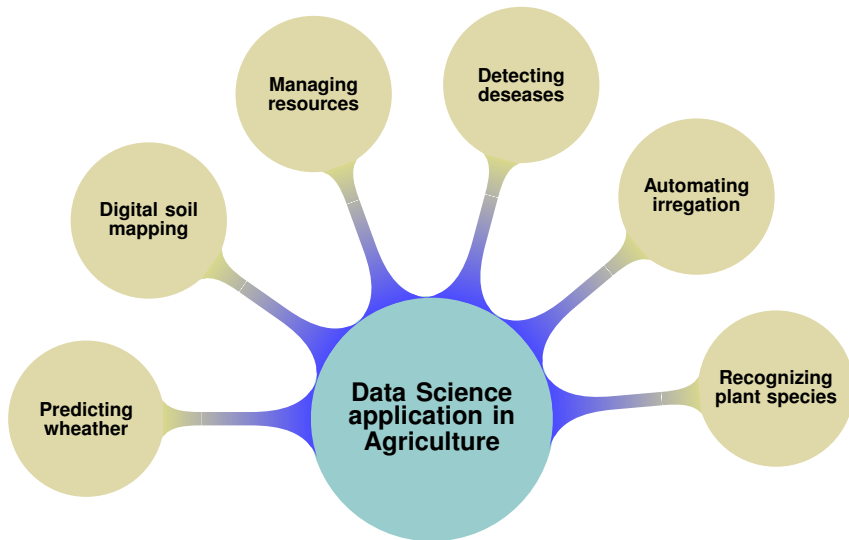 Managing
resources
Detecting
deseases
Digital soil
mapping
Automating
irregation
Predicting
wheather
Data Science
application in
Agriculture
Recognizing
plant species